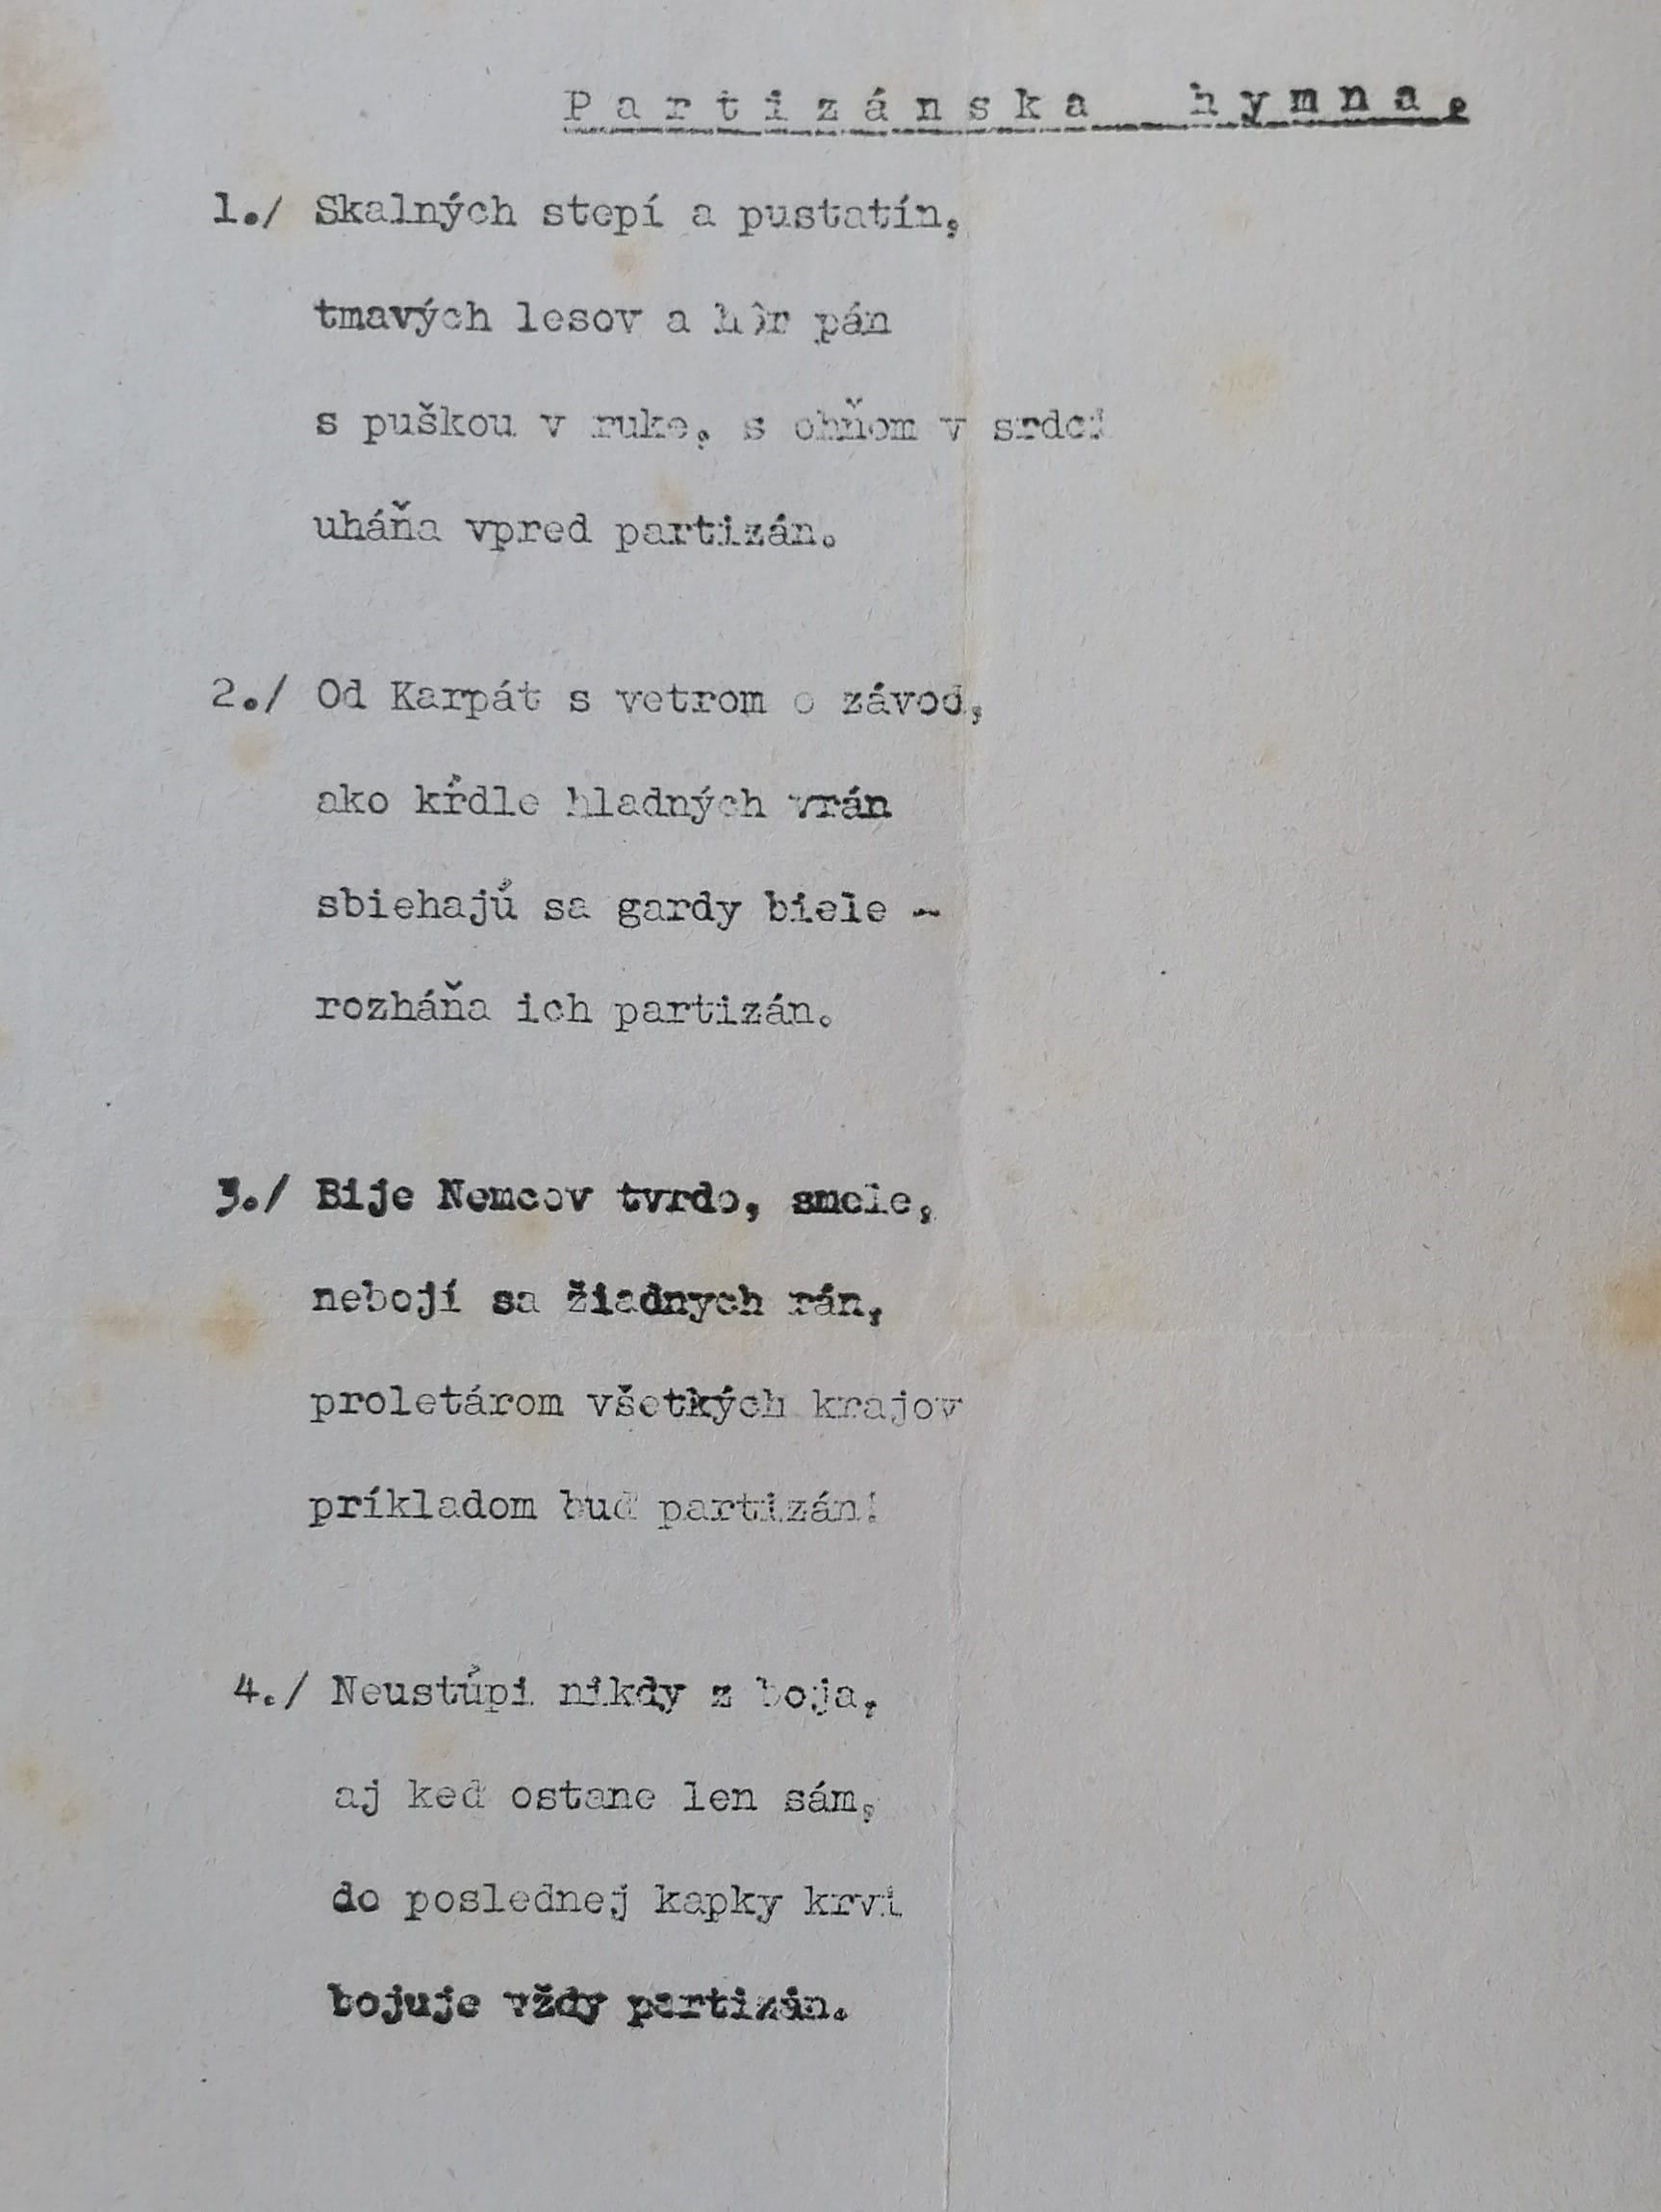 Partizánska hymna.
1./ Skalných stepí a pustatín,
tmavých lesov a hôr pán
s puškou v ruke, s ohňom v srdci
uháňa vpred partizán.
2./ Od Karpát s vetrom o závod,
ako kŕdle hladných vrán
sbiehajú sa gardy biele -
rozháňa ich partizán.
3./ Bije Nemcov tvrdo, smele,
nebojí sa žiadnych rán,
proletárom všetkých krajov
príkladom buď partizán!
4./ Neustúpi nikdy z boja,
aj keď ostane len sám,
do poslednej kapky krvi
bojuje vždy partizán.